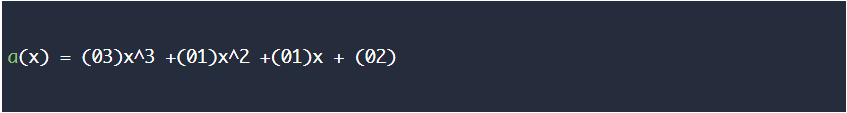 a(x) = (03)x^3 +(01)x^2 +(01)x + (02)